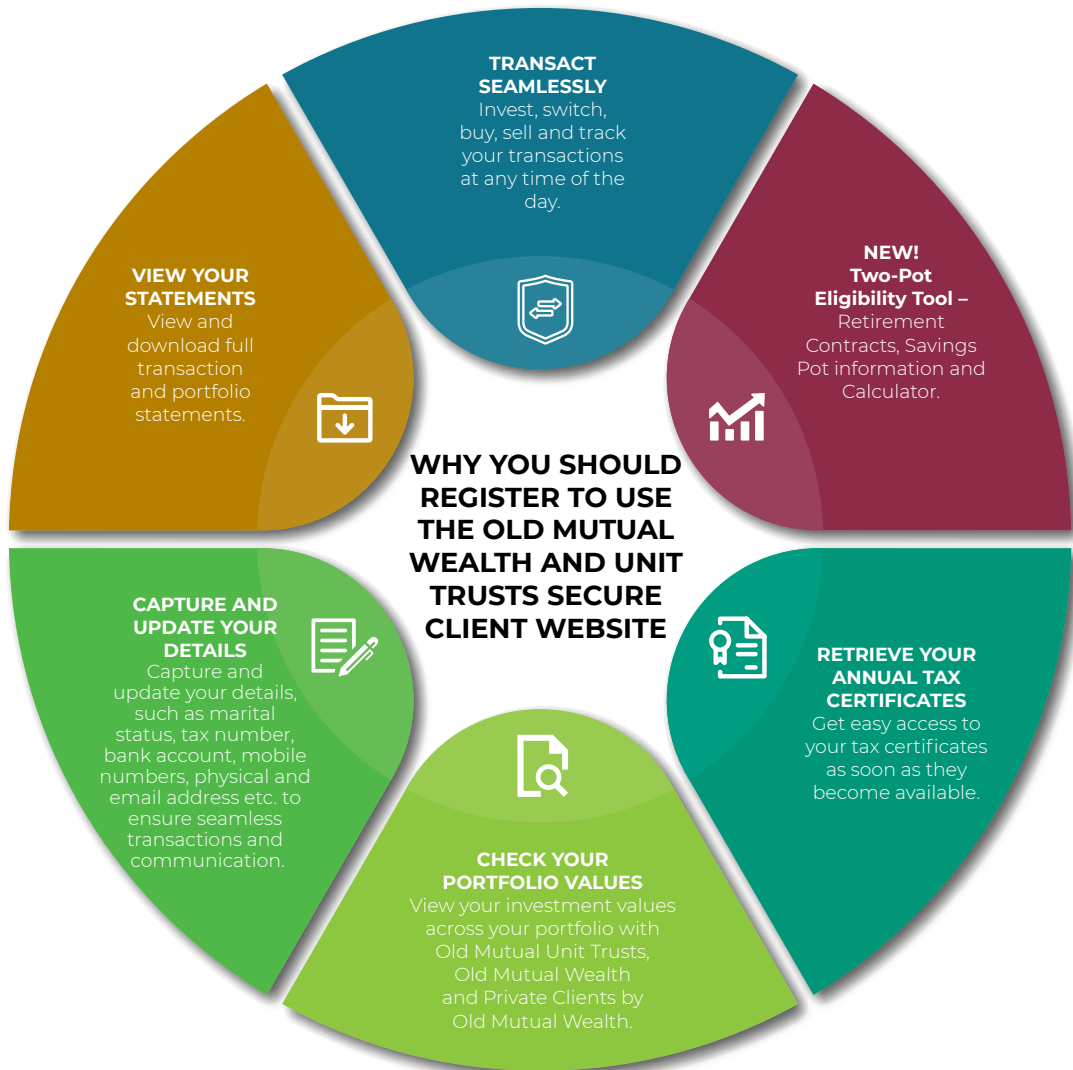 TRANSACT
SEAMLESSLY
Invest, switch,
buy, sell and track
your transactions
at any time of the
day.
NEW!
Two-Pot
Eligibility Tool –
Retirement
Contracts, Savings
Pot information and
Calculator.
VIEW YOUR
STATEMENTS
View and
download full
transaction
and portfolio
statements.
WHY YOU SHOULD
REGISTER TO USE
THE OLD MUTUAL
WEALTH AND UNIT
TRUSTS SECURE
CLIENT WEBSITE
CAPTURE AND
UPDATE YOUR
DETAILS
Capture and
update your details,
such as marital
status, tax number,
bank account, mobile
numbers, physical and
email address etc. to
ensure seamless
transactions and
communication.
RETRIEVE YOUR
ANNUAL TAX
CERTIFICATES
Get easy access to
your tax certificates
as soon as they
become available.
CHECK YOUR
PORTFOLIO VALUES
View your investment values
across your portfolio with
Old Mutual Unit Trusts,
Old Mutual Wealth
and Private Clients by
Old Mutual Wealth.